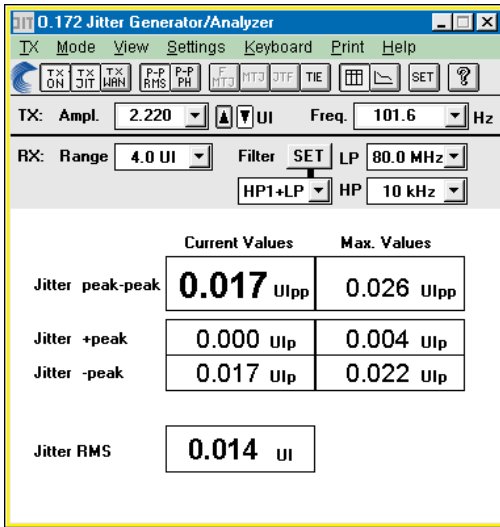 JIT O.172 Jitter Generator/Analyzer
TX Mode View Settings Keyboard Print Help
TX ON TX JIT TX WAN P-P RMS P-P PH F MTJ MTJ JTF TIE SET ?
TX: Ampl. 2.220 UI Freq. 101.6 Hz
RX: Range 4.0 UI Filter SET LP 80.0 MHz
HP1+LP HP 10 kHz
Current Values Max. Values
Jitter peak-peak 0.017 UIpp 0.026 UIpp
Jitter +peak 0.000 UIp 0.004 UIp
Jitter -peak 0.017 UIp 0.022 UIp
Jitter RMS 0.014 UI